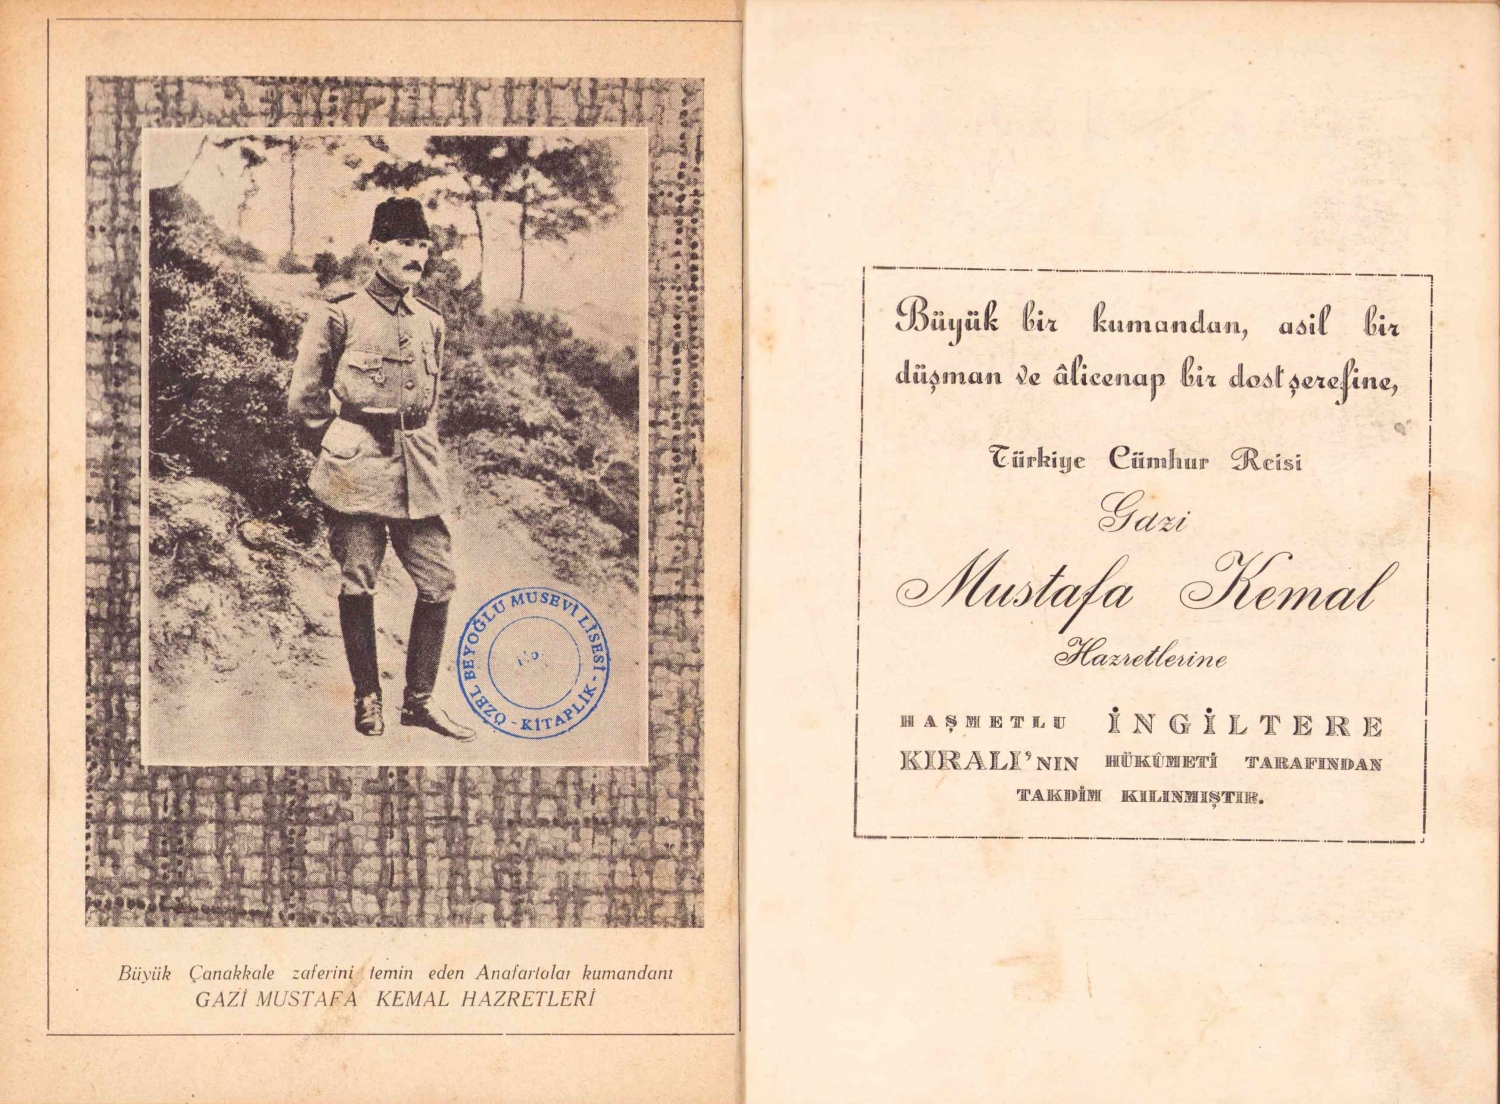 ÖZEL BEYOĞLU MUSEVİ LİSESİ
- KİTAPLIK -
No.
Büyük Çanakkale zaferini temin eden Anafartalar kumandanı
GAZİ MUSTAFA KEMAL HAZRETLERİ
Büyük bir kumandan, asil bir
düşman ve âlicenap bir dost şerefine,
Türkiye Cümhur Reisi
Gazi
Mustafa Kemal
Hazretlerine
HAŞMETLU İNGİLTERE
KIRALI'NIN HÜKÛMETİ TARAFINDAN
TAKDİM KILINMIŞTIR.